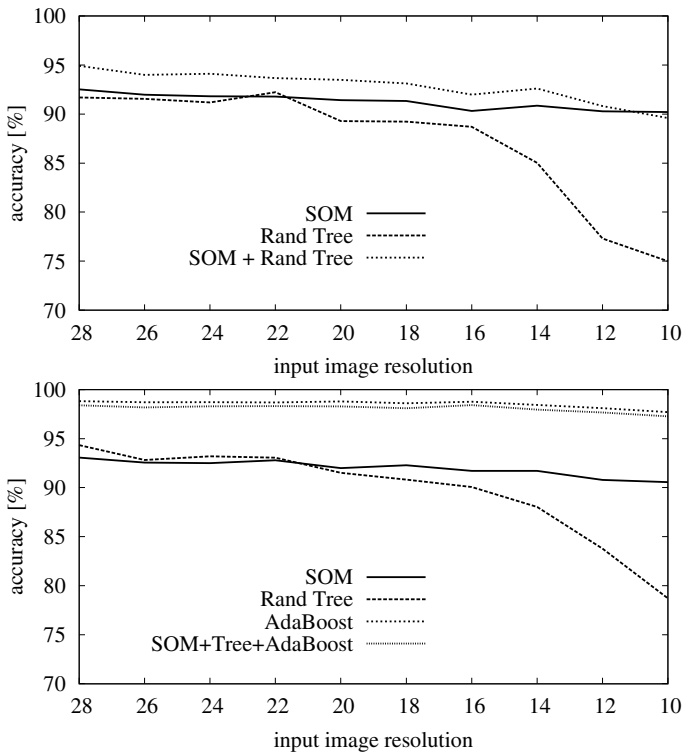 100
95
90
accuracy [%]
85
SOM
80
Rand Tree
SOM + Rand Tree
75
70
28 26 24 22 20 18 16 14 12 10
input image resolution
100
95
90
accuracy [%]
85
SOM
80
Rand Tree
AdaBoost
75
SOM+Tree+AdaBoost
70
28 26 24 22 20 18 16 14 12 10
input image resolution